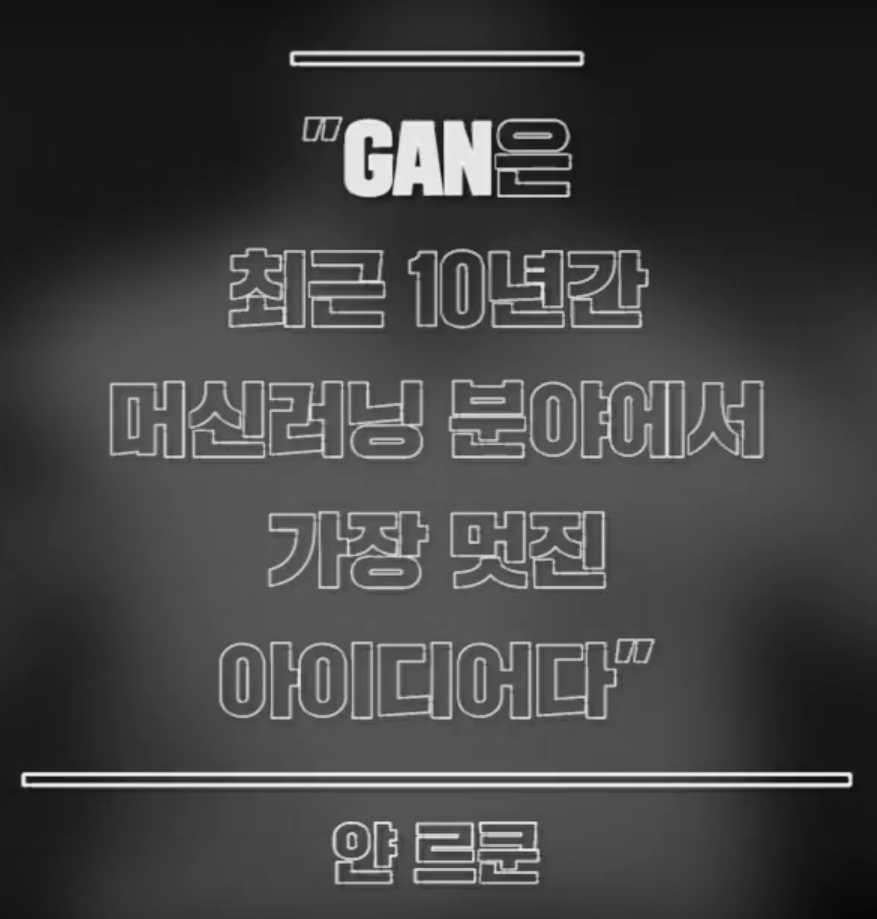 "GAN은
최근 10년간
머신러닝 분야에서
가장 멋진
아이디어다"
얀 르쿤